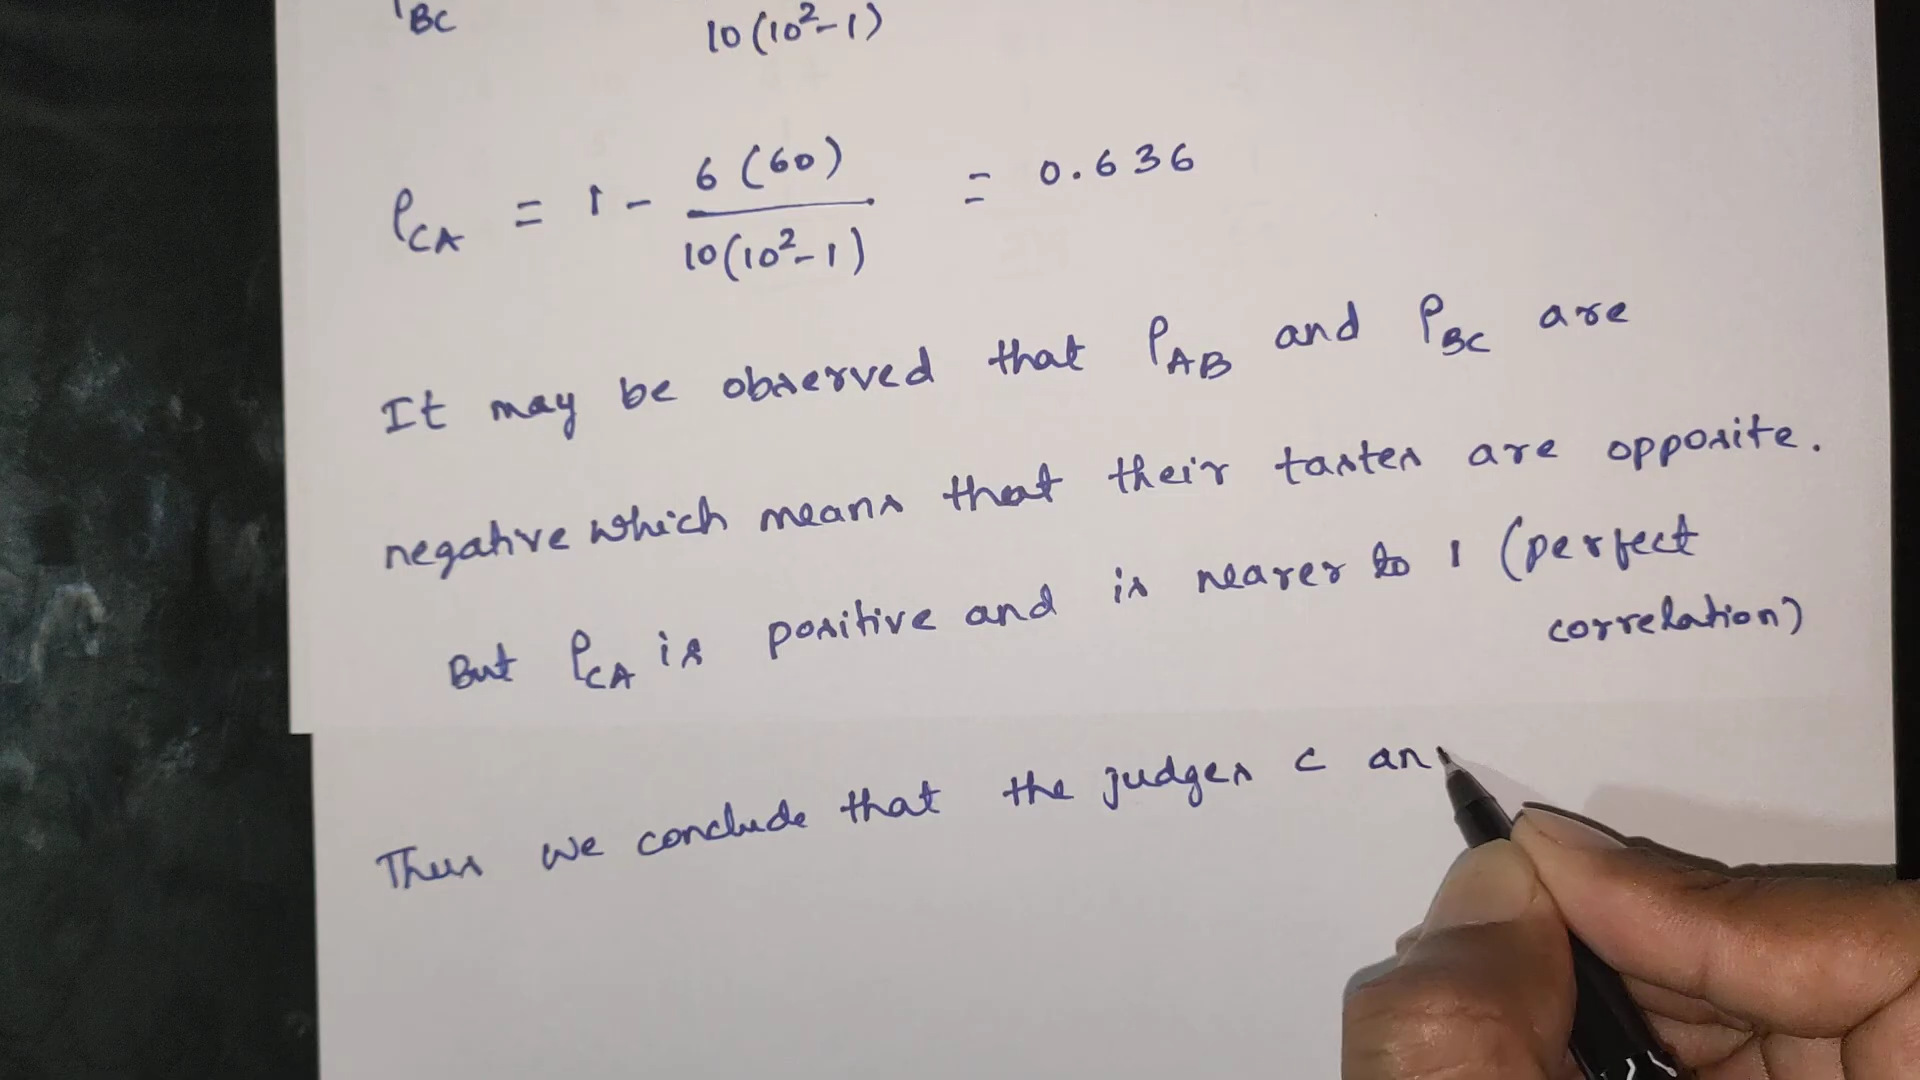 ρBC
10(10²-1)
ρCA = 1 - 6(60) / 10(10²-1) = 0.636
It may be observed that ρAB and ρBC are
negative which means that their tastes are opposite.
But ρCA is positive and is nearer to 1 (perfect
correlation)
Thus we conclude that the judges C an